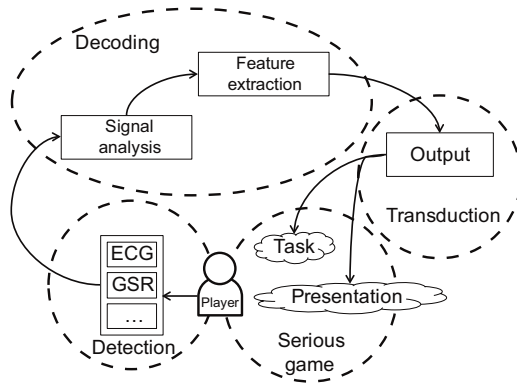 Decoding
Feature
extraction
Signal
analysis
Output
Transduction
Task
Presentation
ECG
GSR
...
Player
Detection
Serious
game